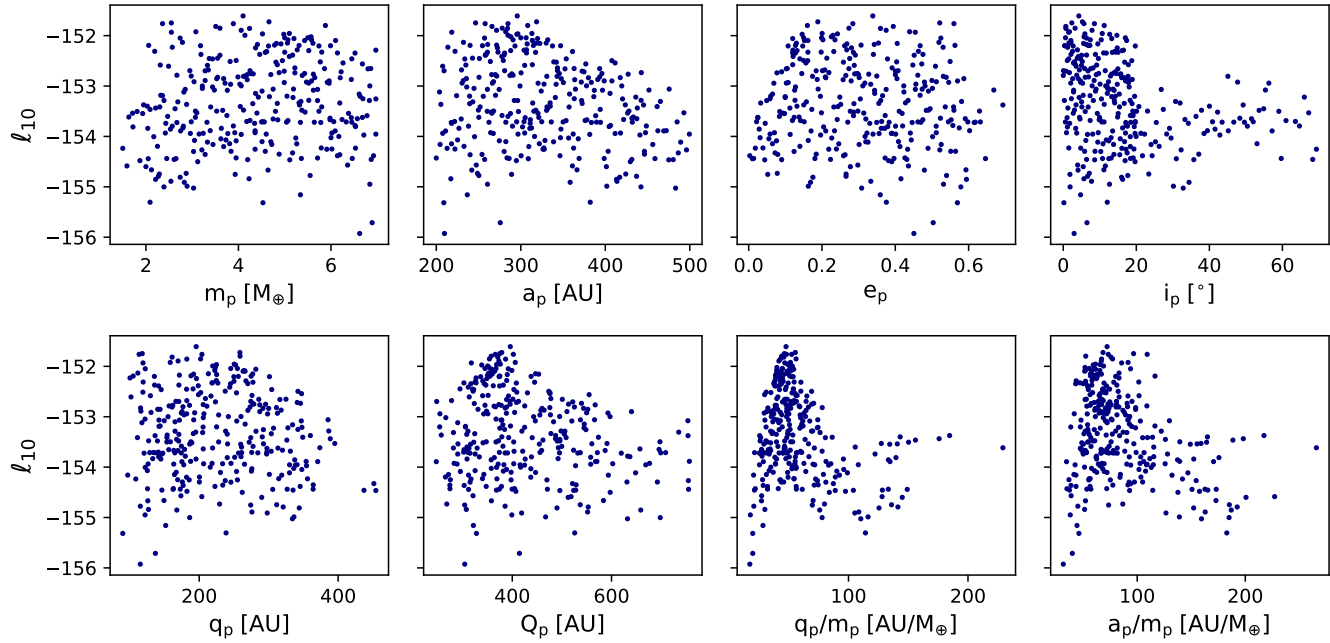 −152
−153
−154
−155
−156
ℓ₁₀
2 4 6
mₚ [M⊕]
200 300 400 500
aₚ [AU]
0.0 0.2 0.4 0.6
eₚ
0 20 40 60
iₚ [°]
−152
−153
−154
−155
−156
ℓ₁₀
200 400
qₚ [AU]
400 600
Qₚ [AU]
100 200
qₚ/mₚ [AU/M⊕]
100 200
aₚ/mₚ [AU/M⊕]